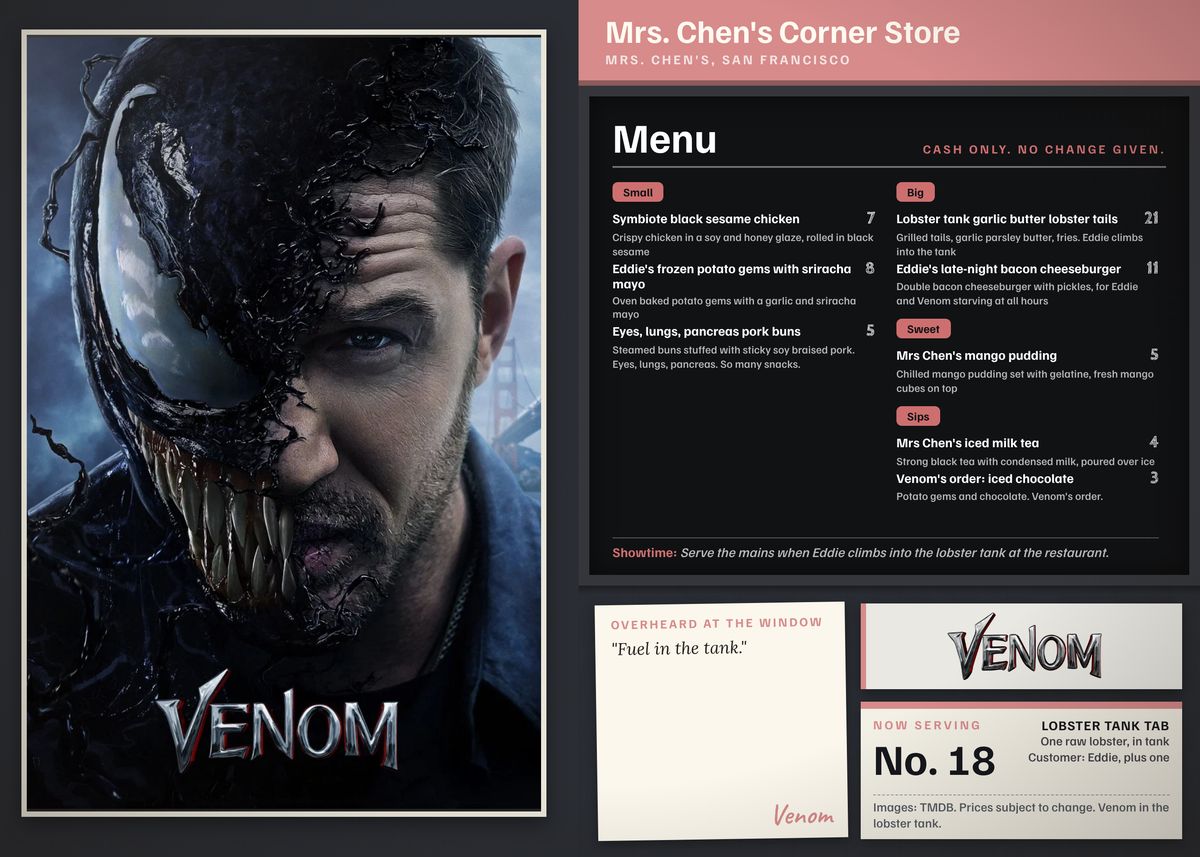 VENOM
Mrs. Chen's Corner Store
MRS. CHEN'S, SAN FRANCISCO
Menu
CASH ONLY. NO CHANGE GIVEN.
Small
Symbiote black sesame chicken 7
Crispy chicken in a soy and honey glaze, rolled in black
sesame
Eddie's frozen potato gems with sriracha 8
mayo
Oven baked potato gems with a garlic and sriracha
mayo
Eyes, lungs, pancreas pork buns 5
Steamed buns stuffed with sticky soy braised pork.
Eyes, lungs, pancreas. So many snacks.
Big
Lobster tank garlic butter lobster tails 21
Grilled tails, garlic parsley butter, fries. Eddie climbs
into the tank
Eddie's late-night bacon cheeseburger 11
Double bacon cheeseburger with pickles, for Eddie
and Venom starving at all hours
Sweet
Mrs Chen's mango pudding 5
Chilled mango pudding set with gelatine, fresh mango
cubes on top
Sips
Mrs Chen's iced milk tea 4
Strong black tea with condensed milk, poured over ice
Venom's order: iced chocolate 3
Potato gems and chocolate. Venom's order.
Showtime: Serve the mains when Eddie climbs into the lobster tank at the restaurant.
OVERHEARD AT THE WINDOW
"Fuel in the tank."
Venom
VENOM
NOW SERVING
No. 18
LOBSTER TANK TAB
One raw lobster, in tank
Customer: Eddie, plus one
Images: TMDB. Prices subject to change. Venom in the
lobster tank.